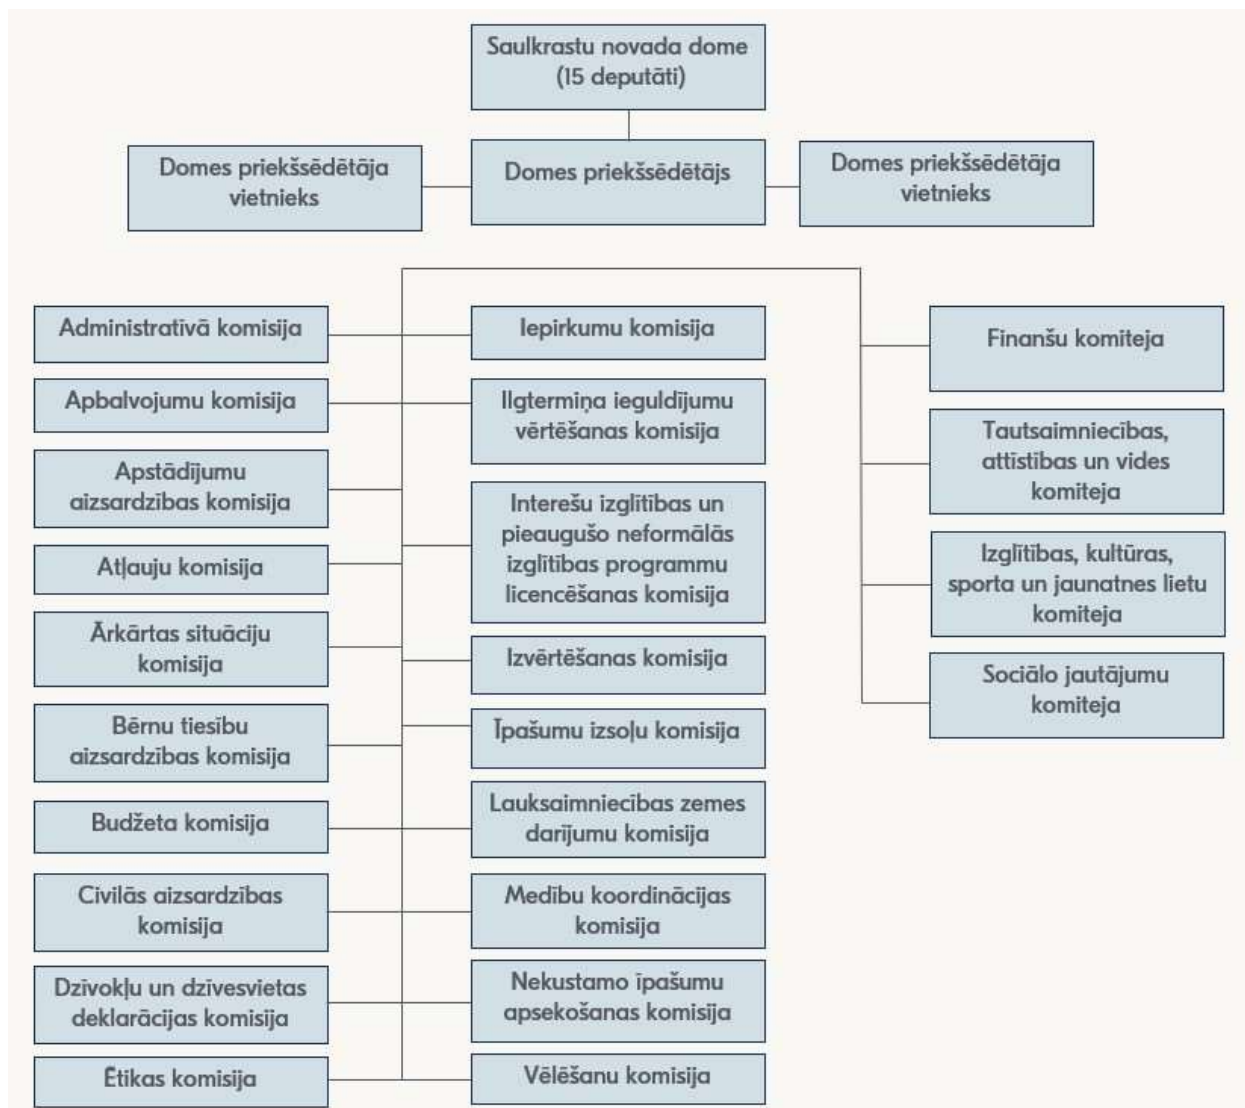 Saulkrastu novada dome
(15 deputāti)
Domes priekšsēdētāja
vietnieks
Domes priekšsēdētājs
Domes priekšsēdētāja
vietnieks
Administratīvā komisija
Apbalvojumu komisija
Apstādījumu
aizsardzības komisija
Atļauju komisija
Ārkārtas situāciju
komisija
Bērnu tiesību
aizsardzības komisija
Budžeta komisija
Civilās aizsardzības
komisija
Dzīvokļu un dzīvesvietas
deklarācijas komisija
Ētikas komisija
Iepirkumu komisija
Ilgtermiņa ieguldījumu
vērtēšanas komisija
Interešu izglītības un
pieaugušo neformālās
izglītības programmu
licencēšanas komisija
Izvērtēšanas komisija
Īpašumu izsoļu komisija
Lauksaimniecības zemes
darījumu komisija
Medību koordinācijas
komisija
Nekustamo īpašumu
apsekošanas komisija
Vēlēšanu komisija
Finanšu komiteja
Tautsaimniecības,
attīstības un vides
komiteja
Izglītības, kultūras,
sporta un jaunatnes lietu
komiteja
Sociālo jautājumu
komiteja